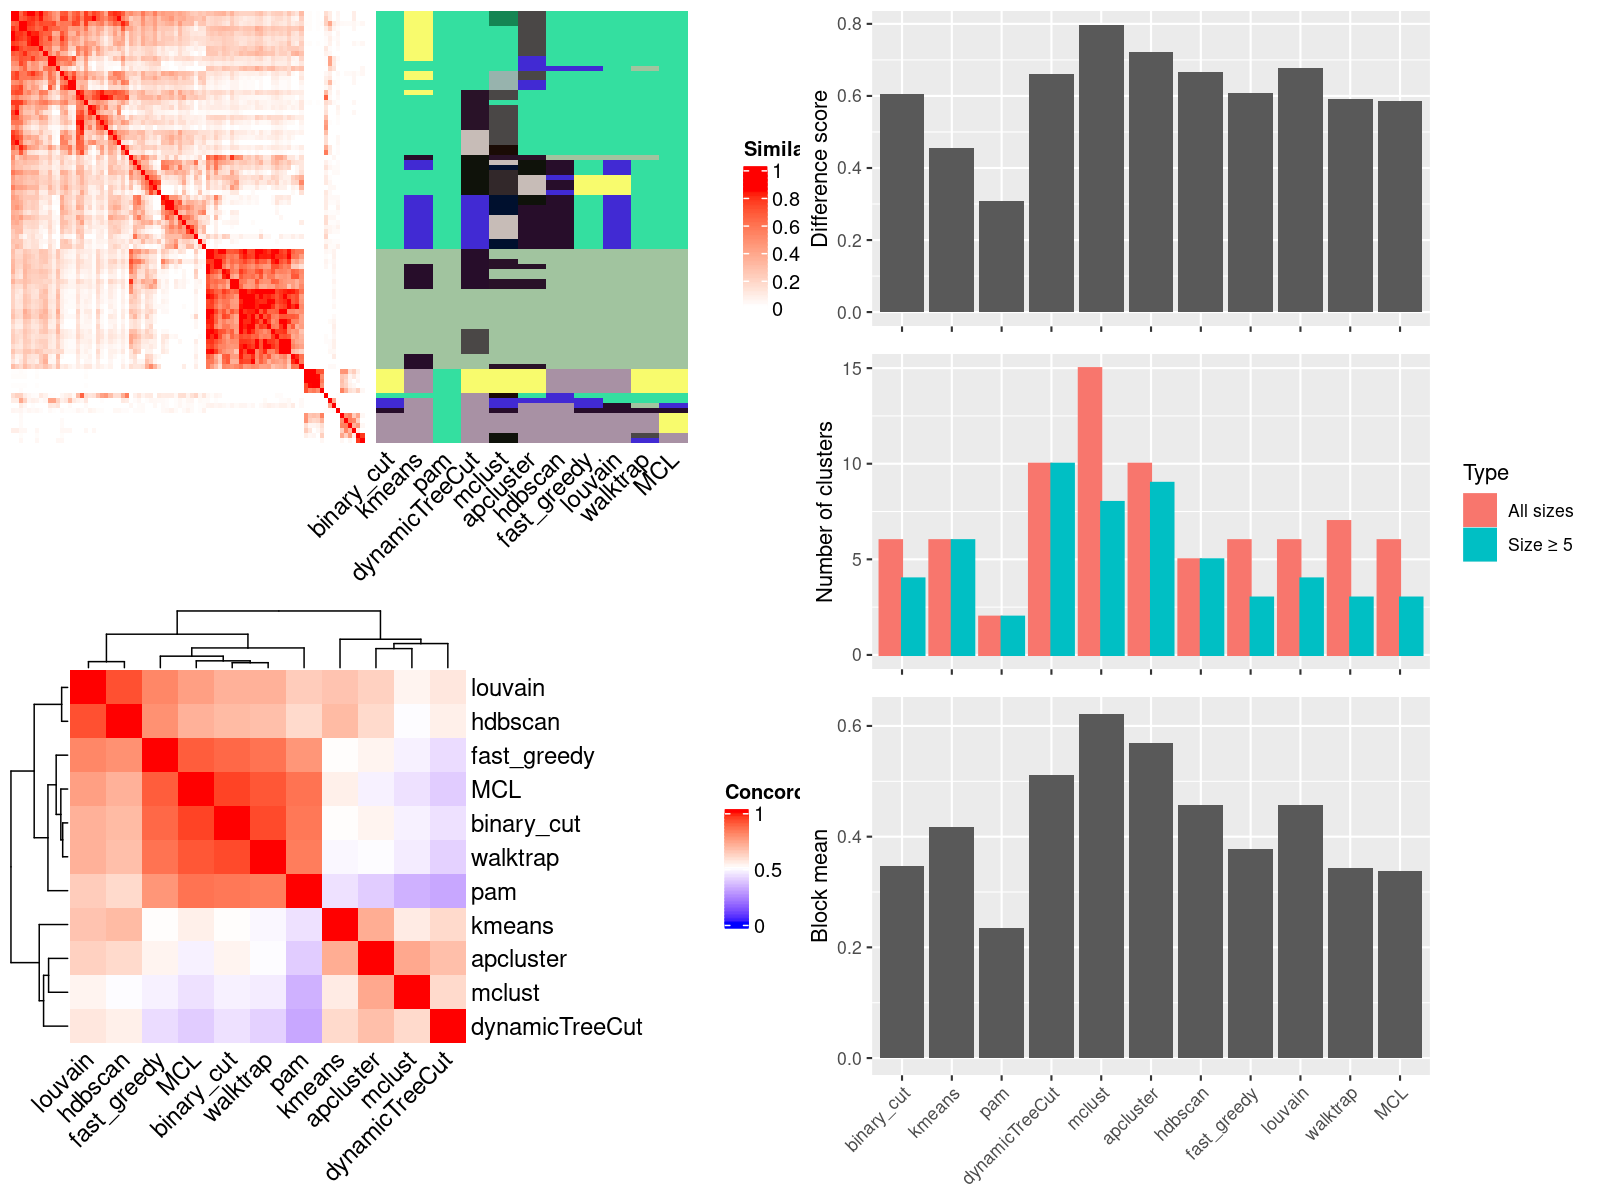 Simila
1
0.8
0.6
0.4
0.2
0
binary_cut
kmeans
pam
dynamicTreeCut
mclust
apcluster
hdbscan
fast_greedy
louvain
walktrap
MCL
louvain
hdbscan
fast_greedy
MCL
binary_cut
walktrap
pam
kmeans
apcluster
mclust
dynamicTreeCut
louvain
hdbscan
fast_greedy
MCL
binary_cut
walktrap
pam
kmeans
apcluster
mclust
dynamicTreeCut
Concord
1
0.5
0
Difference score
0.8
0.6
0.4
0.2
0.0
Number of clusters
15
10
5
0
Type
All sizes
Size ≥ 5
Block mean
0.6
0.4
0.2
0.0
binary_cut
kmeans
pam
dynamicTreeCut
mclust
apcluster
hdbscan
fast_greedy
louvain
walktrap
MCL